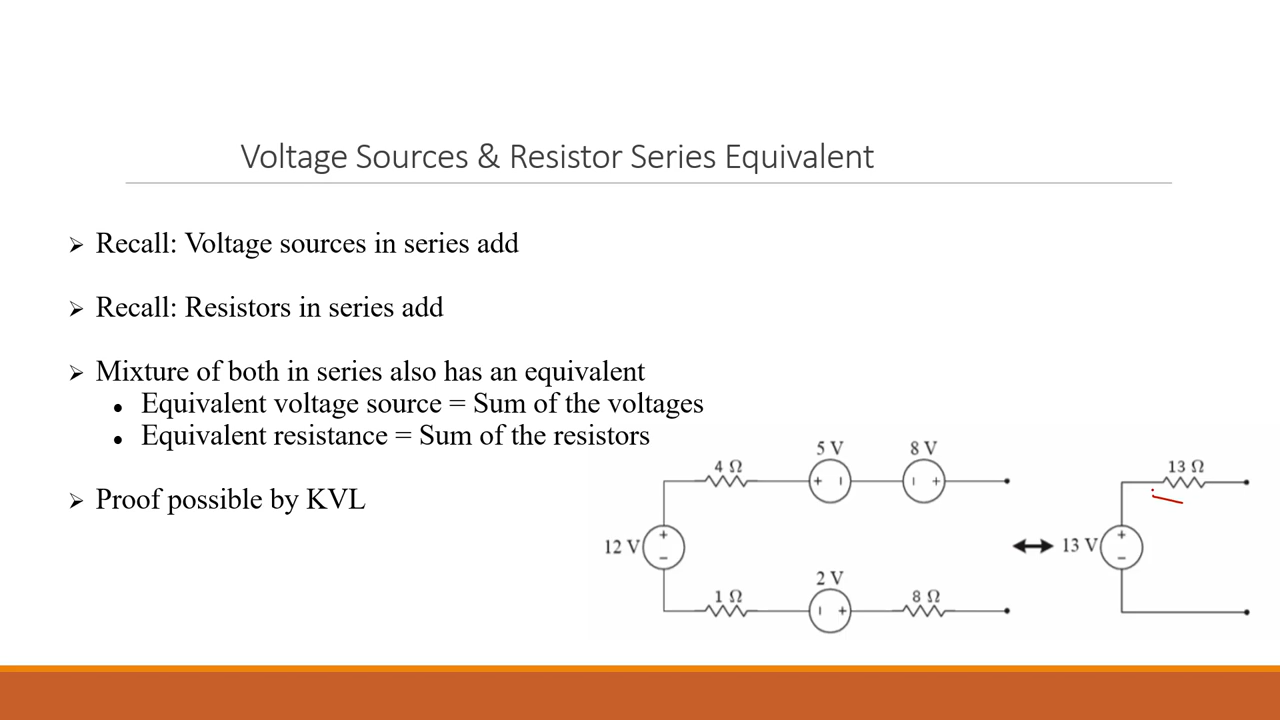 Voltage Sources & Resistor Series Equivalent
Recall: Voltage sources in series add
Recall: Resistors in series add
Mixture of both in series also has an equivalent
Equivalent voltage source = Sum of the voltages
Equivalent resistance = Sum of the resistors
Proof possible by KVL
5 V
8 V
4 Ω
13 Ω
+ −
− +
12 V
+
−
13 V
+
−
2 V
1 Ω
8 Ω
− +